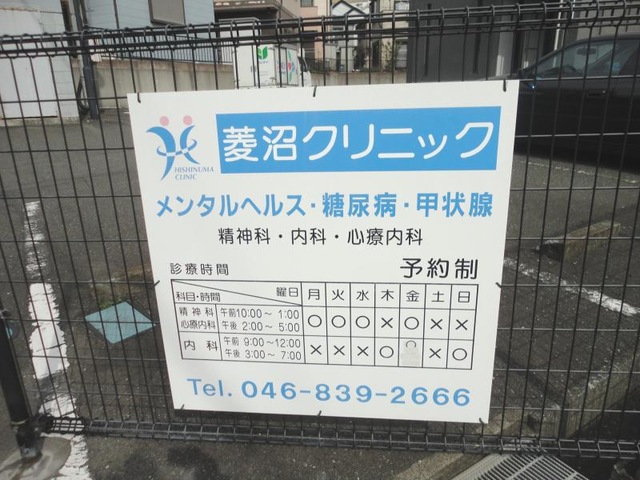 HISHINUMA
CLINIC
菱沼クリニック
メンタルヘルス・糖尿病・甲状腺
精神科・内科・心療内科
診療時間 予約制
科目・時間 曜日 月 火 水 木 金 土 日
精神科 午前10:00～1:00
心療内科 午後2:00～5:00 ○ ○ ○ × ○ × ×
内科 午前9:00～12:00
午後3:00～7:00 × × × ○ ○ × ○
Tel. 046-839-2666